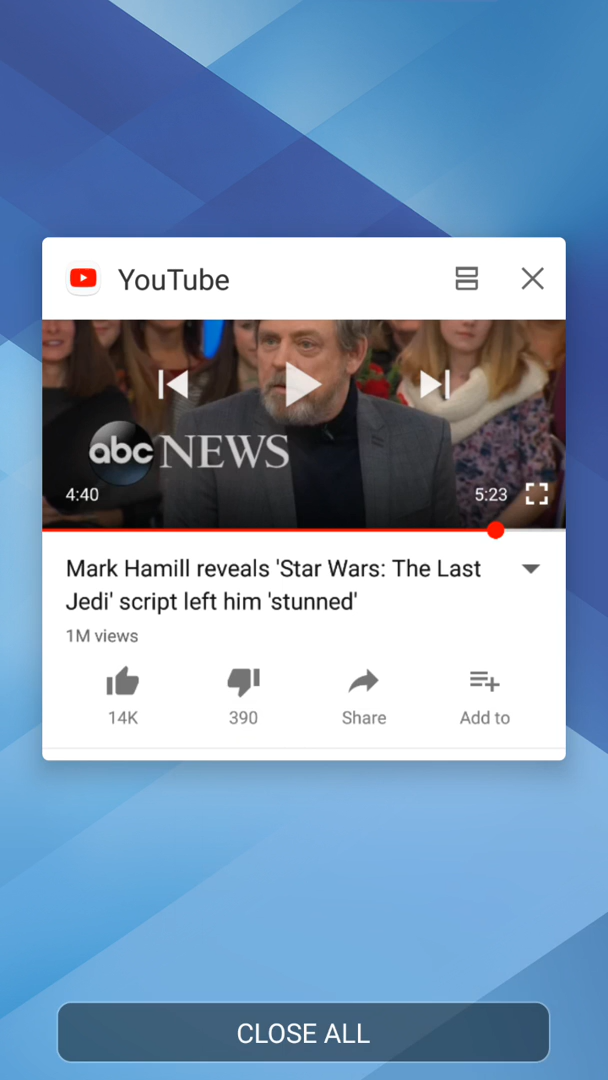 YouTube
abc NEWS
4:40
5:23
Mark Hamill reveals 'Star Wars: The Last
Jedi' script left him 'stunned'
1M views
14K
390
Share
Add to
CLOSE ALL